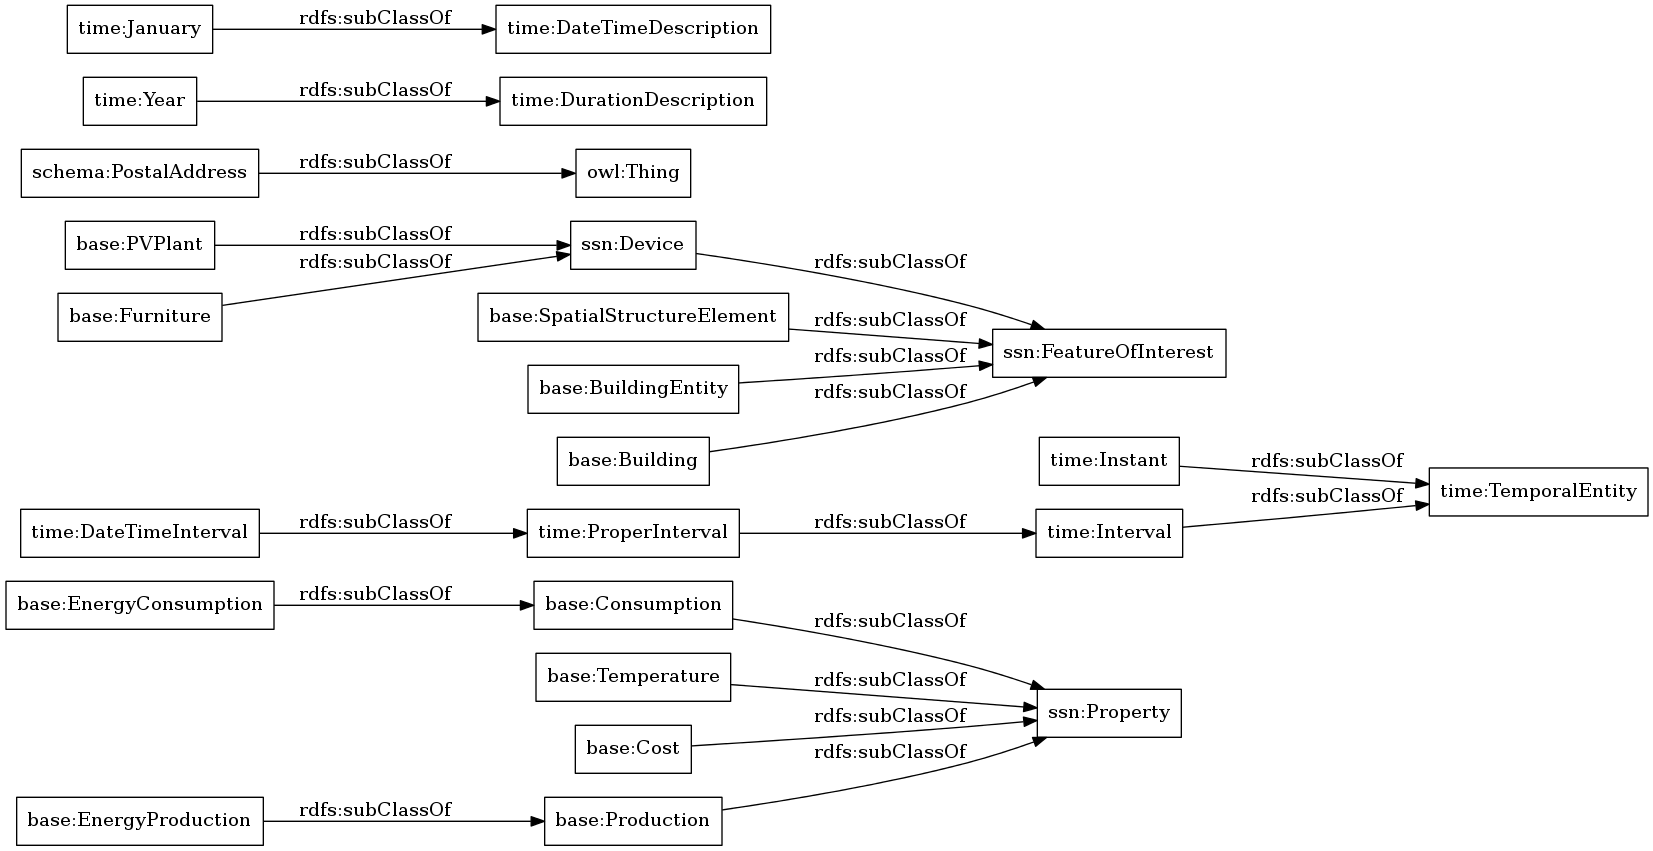 time:January
rdfs:subClassOf
time:DateTimeDescription
time:Year
rdfs:subClassOf
time:DurationDescription
schema:PostalAddress
rdfs:subClassOf
owl:Thing
base:PVPlant
rdfs:subClassOf
ssn:Device
rdfs:subClassOf
base:Furniture
rdfs:subClassOf
base:SpatialStructureElement
rdfs:subClassOf
ssn:FeatureOfInterest
base:BuildingEntity
rdfs:subClassOf
base:Building
rdfs:subClassOf
time:Instant
rdfs:subClassOf
time:TemporalEntity
time:DateTimeInterval
rdfs:subClassOf
time:ProperInterval
rdfs:subClassOf
time:Interval
rdfs:subClassOf
base:EnergyConsumption
rdfs:subClassOf
base:Consumption
rdfs:subClassOf
base:Temperature
rdfs:subClassOf
ssn:Property
base:Cost
rdfs:subClassOf
base:EnergyProduction
rdfs:subClassOf
base:Production
rdfs:subClassOf